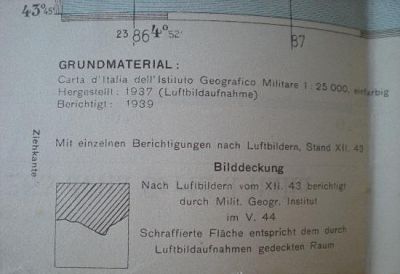 43°45'
23 86 4° 52'
87
GRUNDMATERIAL:
Carta d'Italia dell'Istituto Geografico Militare 1:25 000, einfarbig
Hergestellt: 1937 (Luftbildaufnahme)
Berichtigt: 1939
Mit einzelnen Berichtigungen nach Luftbildern, Stand XII. 43
Ziehkante
Bilddeckung
Nach Luftbildern vom XII. 43 berichtigt
durch Milit. Geogr. Institut
im V. 44
Schraffierte Fläche entspricht dem durch
Luftbildaufnahmen gedeckten Raum